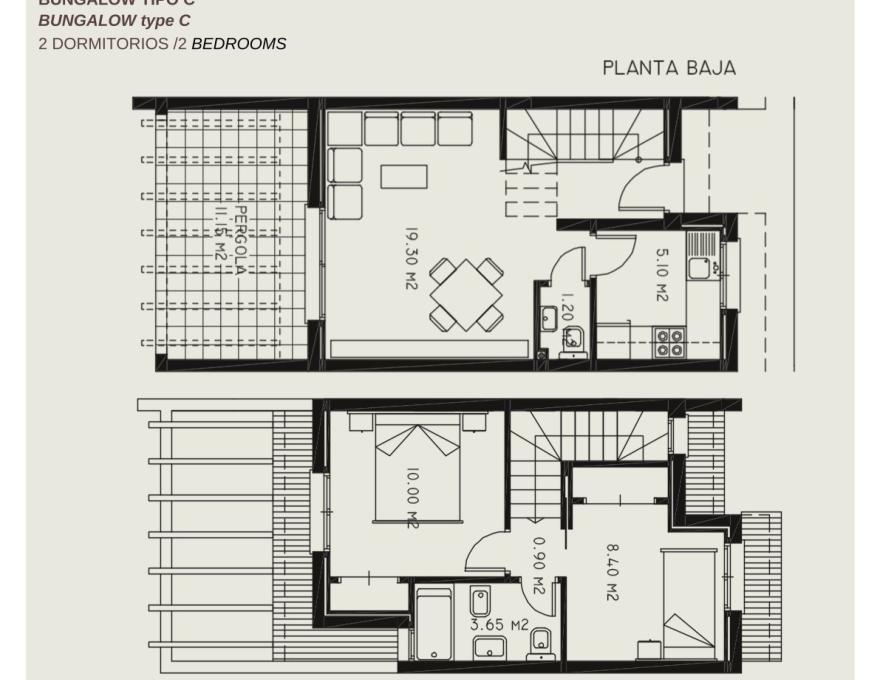 BUNGALOW TIPO C
BUNGALOW type C
2 DORMITORIOS /2 BEDROOMS
PLANTA BAJA
PERGOLA
11.15 M2
19.30 M2
5.10 M2
1.20 M2
10.00 M2
0.90 M2
8.40 M2
3.65 M2